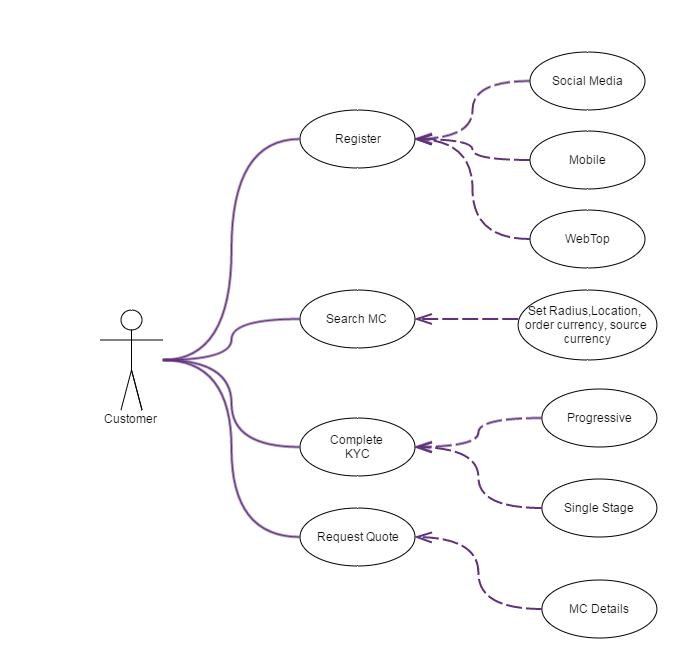 Social Media
Register
Mobile
WebTop
Search MC
Set Radius,Location,
order currency, source
currency
Customer
Progressive
Complete
KYC
Single Stage
Request Quote
MC Details